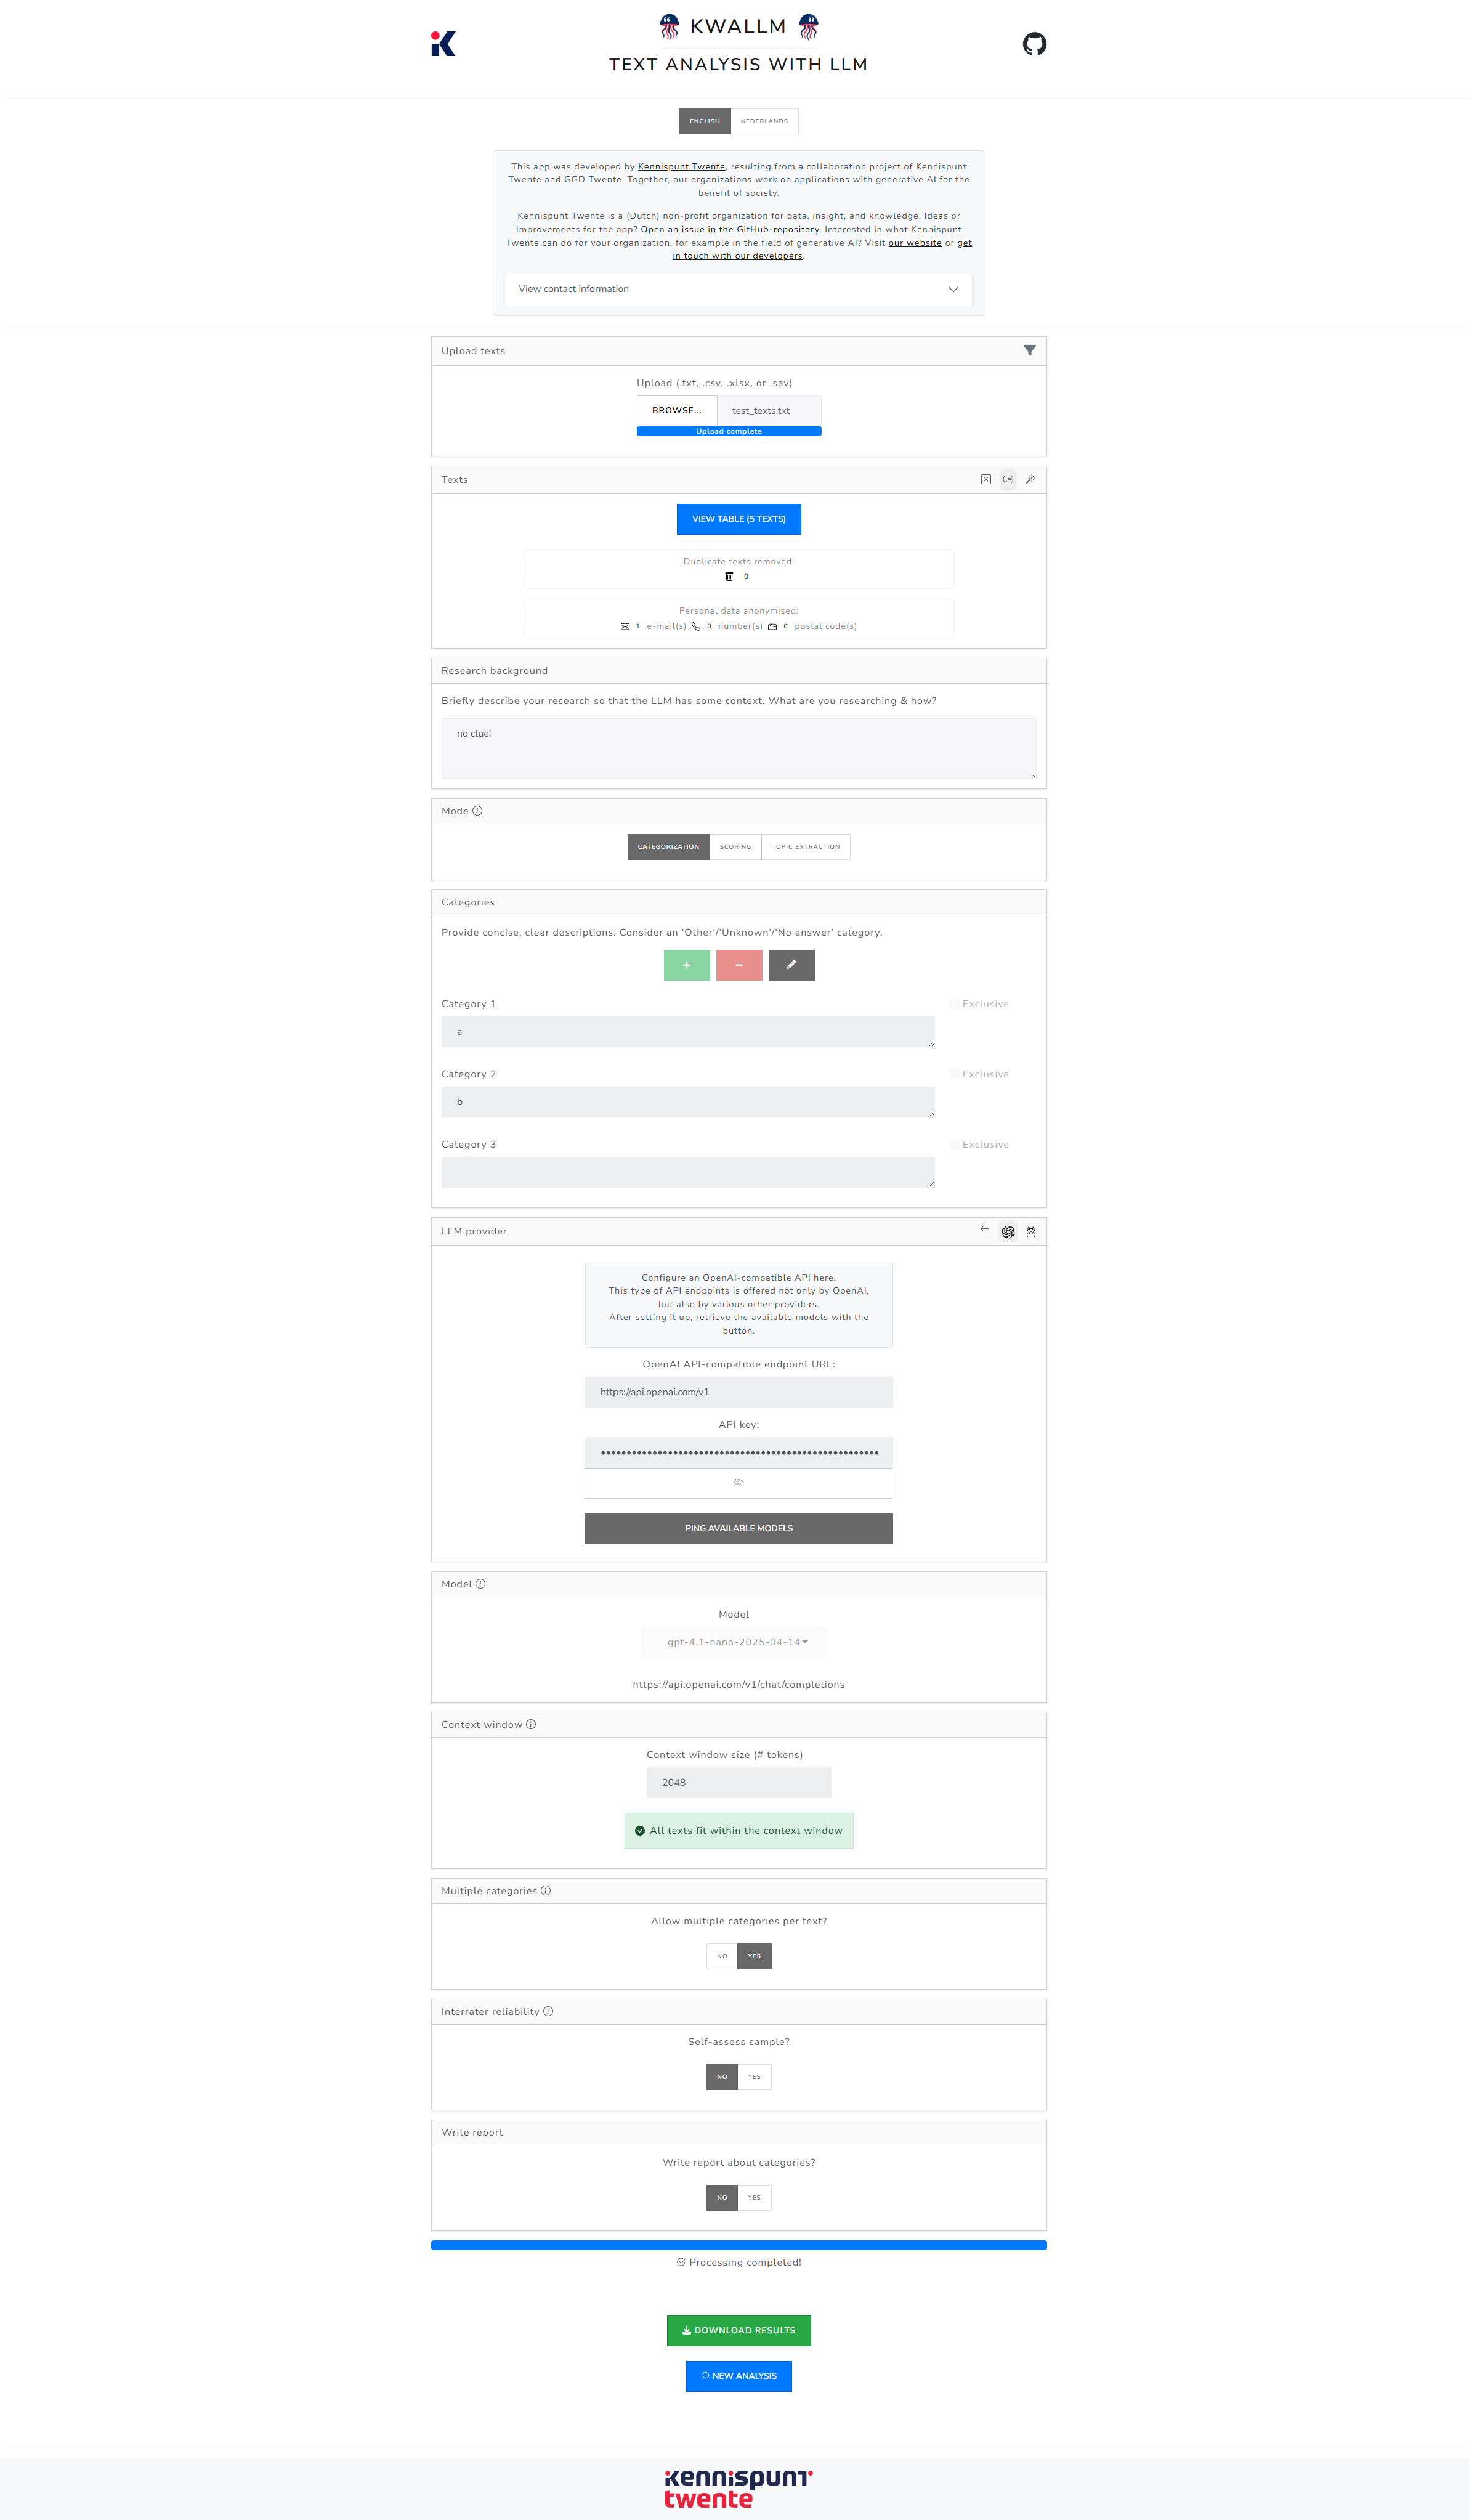 KWALLM
TEXT ANALYSIS WITH LLM
ENGLISH NEDERLANDS
This app was developed by Kennispunt Twente, resulting from a collaboration project of Kennispunt
Twente and GGD Twente. Together, our organizations work on applications with generative AI for the
benefit of society.
Kennispunt Twente is a (Dutch) non-profit organization for data, insight, and knowledge. Ideas or
improvements for the app? Open an issue in the GitHub-repository. Interested in what Kennispunt
Twente can do for your organization, for example in the field of generative AI? Visit our website or get
in touch with our developers.
View contact information
Upload texts
Upload (.txt, .csv, .xlsx, or .sav)
BROWSE... test_texts.txt
Upload complete
Texts
VIEW TABLE (5 TEXTS)
Duplicate texts removed:
0
Personal data anonymised:
1 e-mail(s) 0 number(s) 0 postal code(s)
Research background
Briefly describe your research so that the LLM has some context. What are you researching & how?
no clue!
Mode
CATEGORIZATION SCORING TOPIC EXTRACTION
Categories
Provide concise, clear descriptions. Consider an 'Other'/'Unknown'/'No answer' category.
Category 1 Exclusive
a
Category 2 Exclusive
b
Category 3 Exclusive
LLM provider
Configure an OpenAI-compatible API here.
This type of API endpoints is offered not only by OpenAI,
but also by various other providers.
After setting it up, retrieve the available models with the
button.
OpenAI API-compatible endpoint URL:
https://api.openai.com/v1
API key:
PING AVAILABLE MODELS
Model
Model
gpt-4.1-nano-2025-04-14
https://api.openai.com/v1/chat/completions
Context window
Context window size (# tokens)
2048
All texts fit within the context window
Multiple categories
Allow multiple categories per text?
NO YES
Interrater reliability
Self-assess sample?
NO YES
Write report
Write report about categories?
NO YES
Processing completed!
DOWNLOAD RESULTS
NEW ANALYSIS
kennispunt
twente